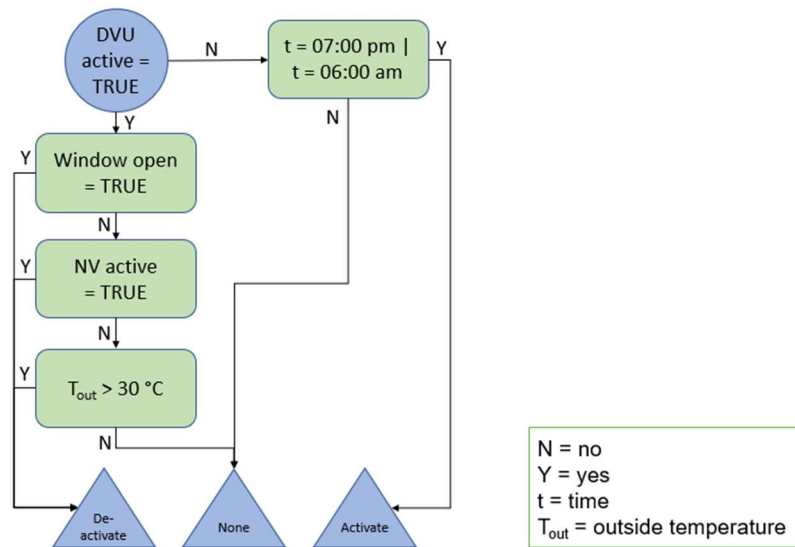 DVU
active =
TRUE
N
t = 07:00 pm |
t = 06:00 am
Y
Y
N
Y
Window open
= TRUE
N
Y
NV active
= TRUE
N
Y
Tout > 30 °C
N
De-
activate
None
Activate
N = no
Y = yes
t = time
Tout = outside temperature